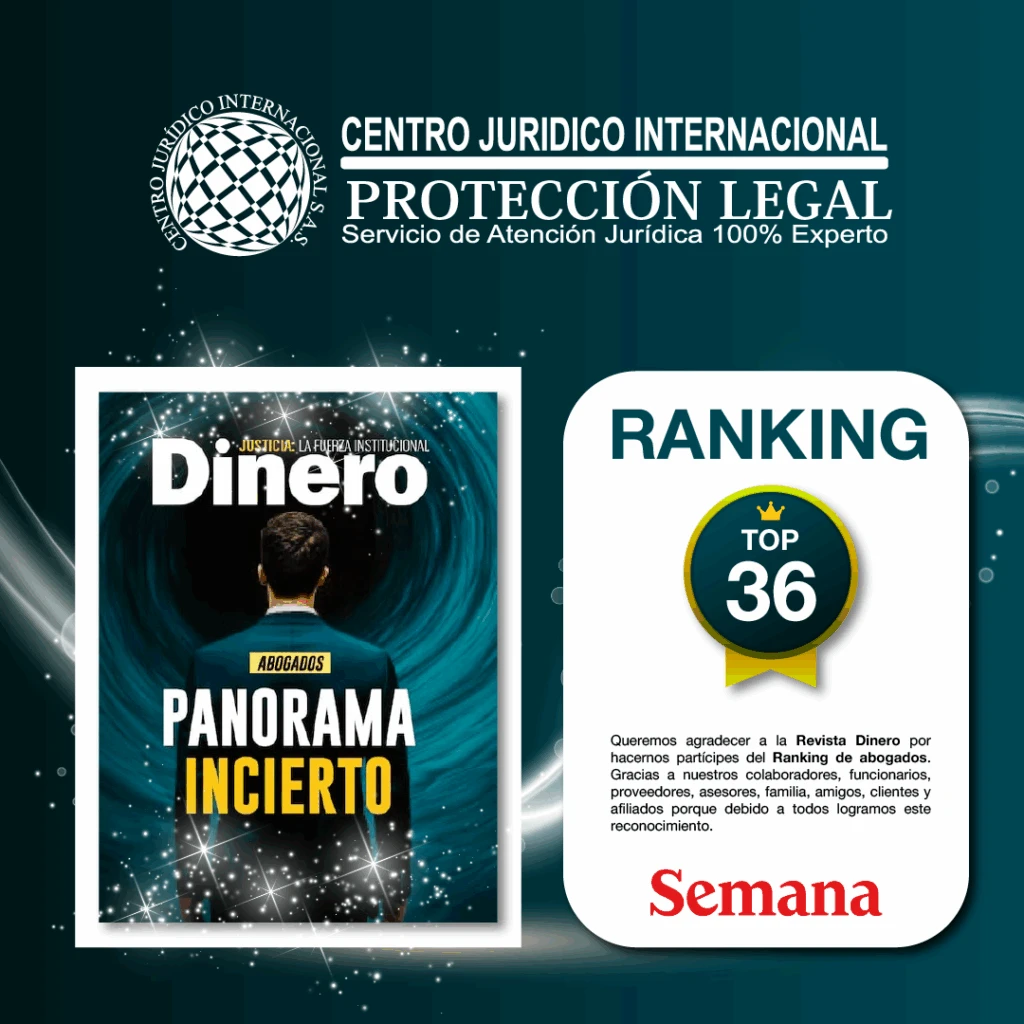 CENTRO JURÍDICO INTERNACIONAL S.A.S.
CENTRO JURIDICO INTERNACIONAL
PROTECCIÓN LEGAL
Servicio de Atención Jurídica 100% Experto
JUSTICIA: LA FUERZA INSTITUCIONAL
Dinero
ABOGADOS
PANORAMA
INCIERTO
RANKING
TOP
36
Queremos agradecer a la Revista Dinero por
hacernos partícipes del Ranking de abogados.
Gracias a nuestros colaboradores, funcionarios,
proveedores, asesores, familia, amigos, clientes y
afiliados porque debido a todos logramos este
reconocimiento.
Semana